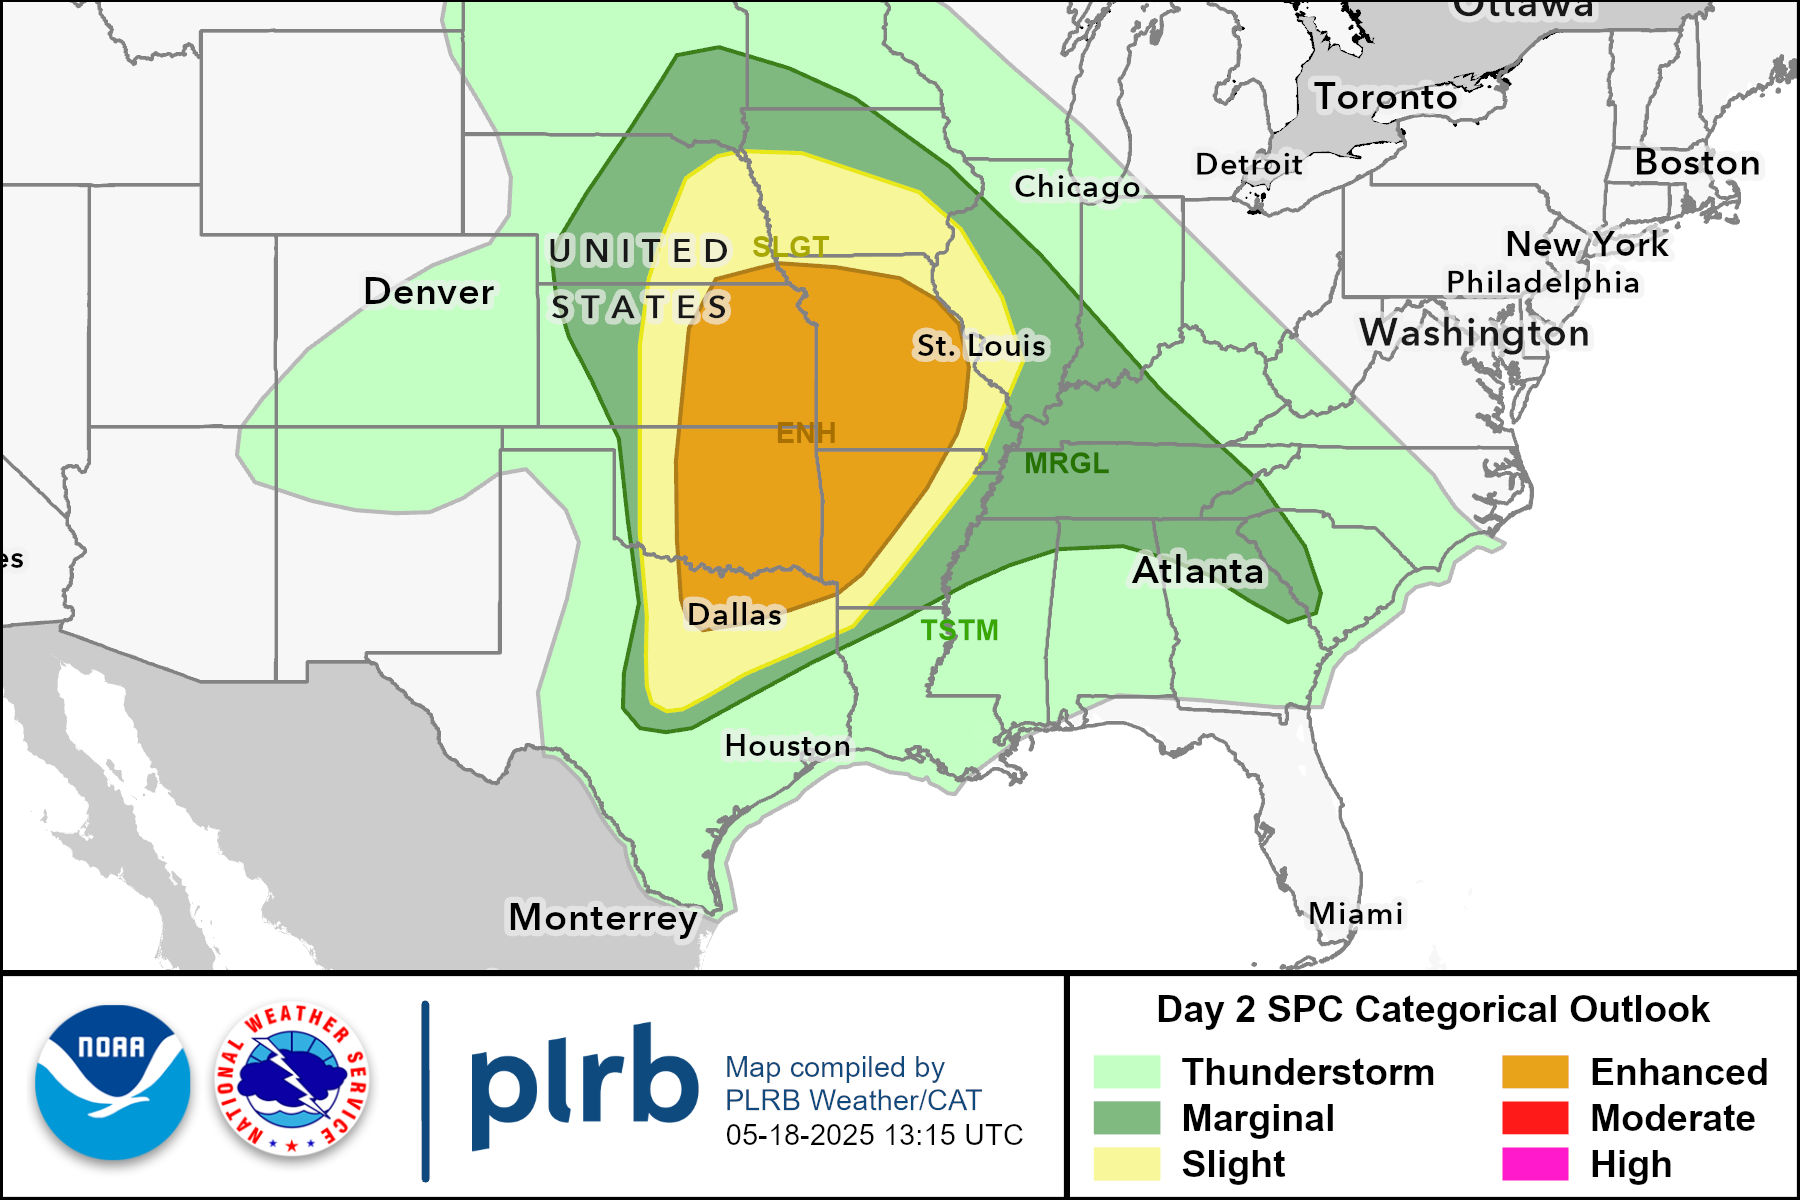 Ottawa
Toronto
Detroit
Boston
Chicago
New York
UNITED
SLGT
Philadelphia
Denver
STATES
Washington
St. Louis
ENH
MRGL
es
Atlanta
Dallas
TSTM
Houston
Monterrey
Miami
NOAA
NATIONAL WEATHER SERVICE
plrb
Map compiled by
PLRB Weather/CAT
05-18-2025 13:15 UTC
Day 2 SPC Categorical Outlook
Thunderstorm
Enhanced
Marginal
Moderate
Slight
High